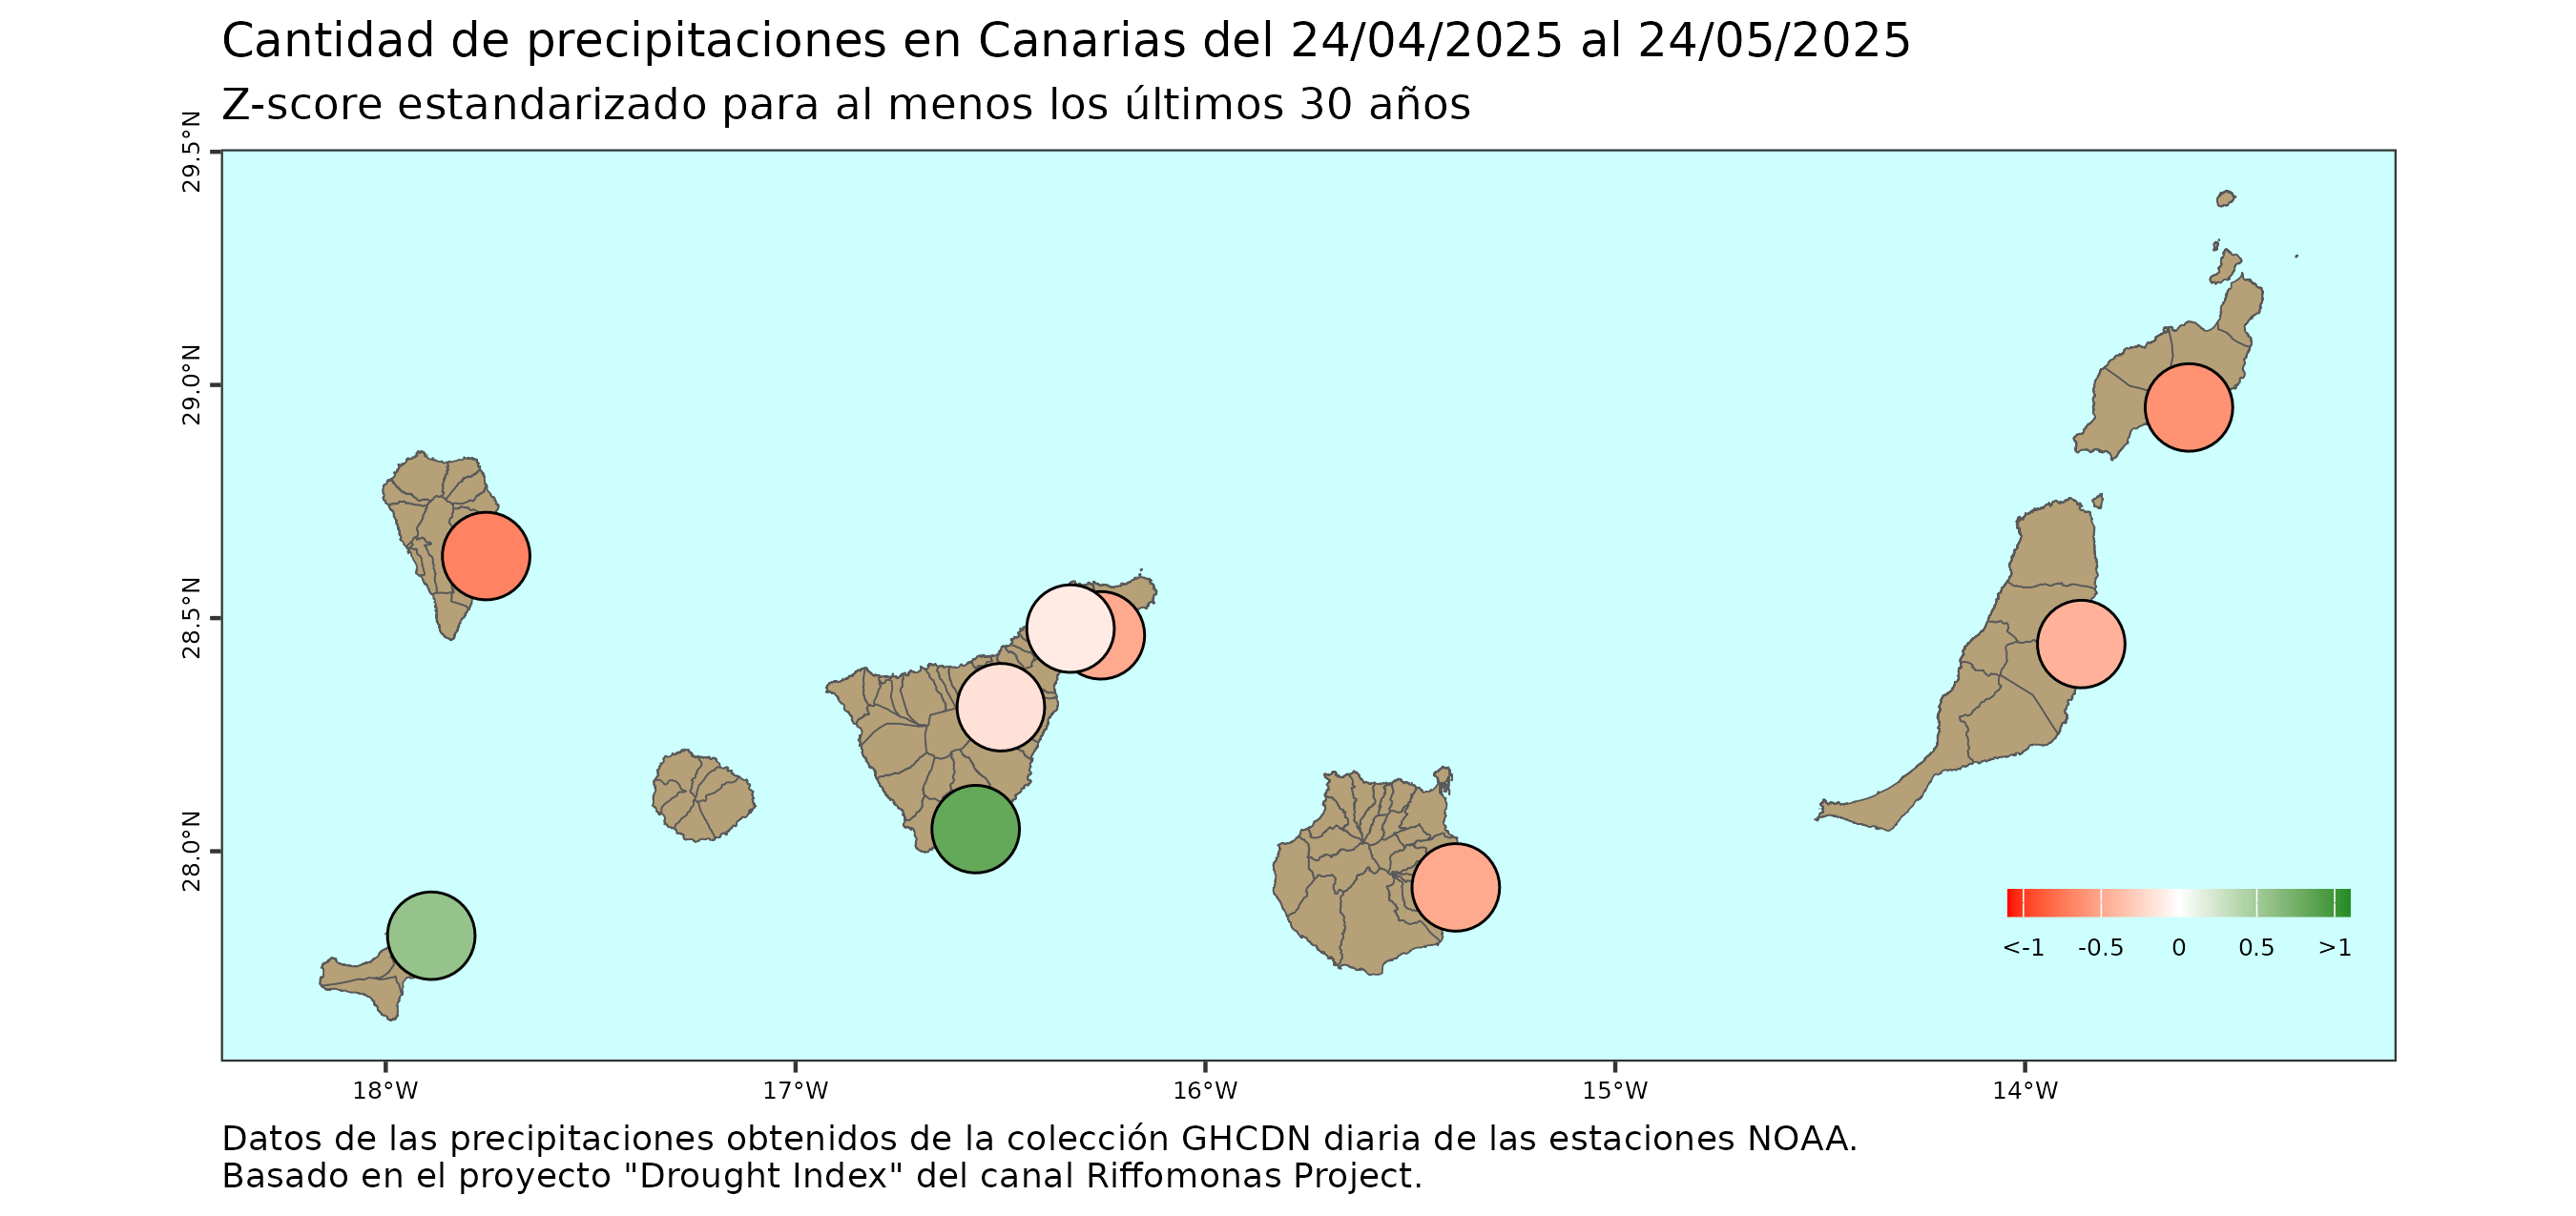 Cantidad de precipitaciones en Canarias del 24/04/2025 al 24/05/2025
Z-score estandarizado para al menos los últimos 30 años
29.5°N
29.0°N
28.5°N
28.0°N
<-1 -0.5 0 0.5 >1
18°W 17°W 16°W 15°W 14°W
Datos de las precipitaciones obtenidos de la colección GHCDN diaria de las estaciones NOAA.
Basado en el proyecto "Drought Index" del canal Riffomonas Project.